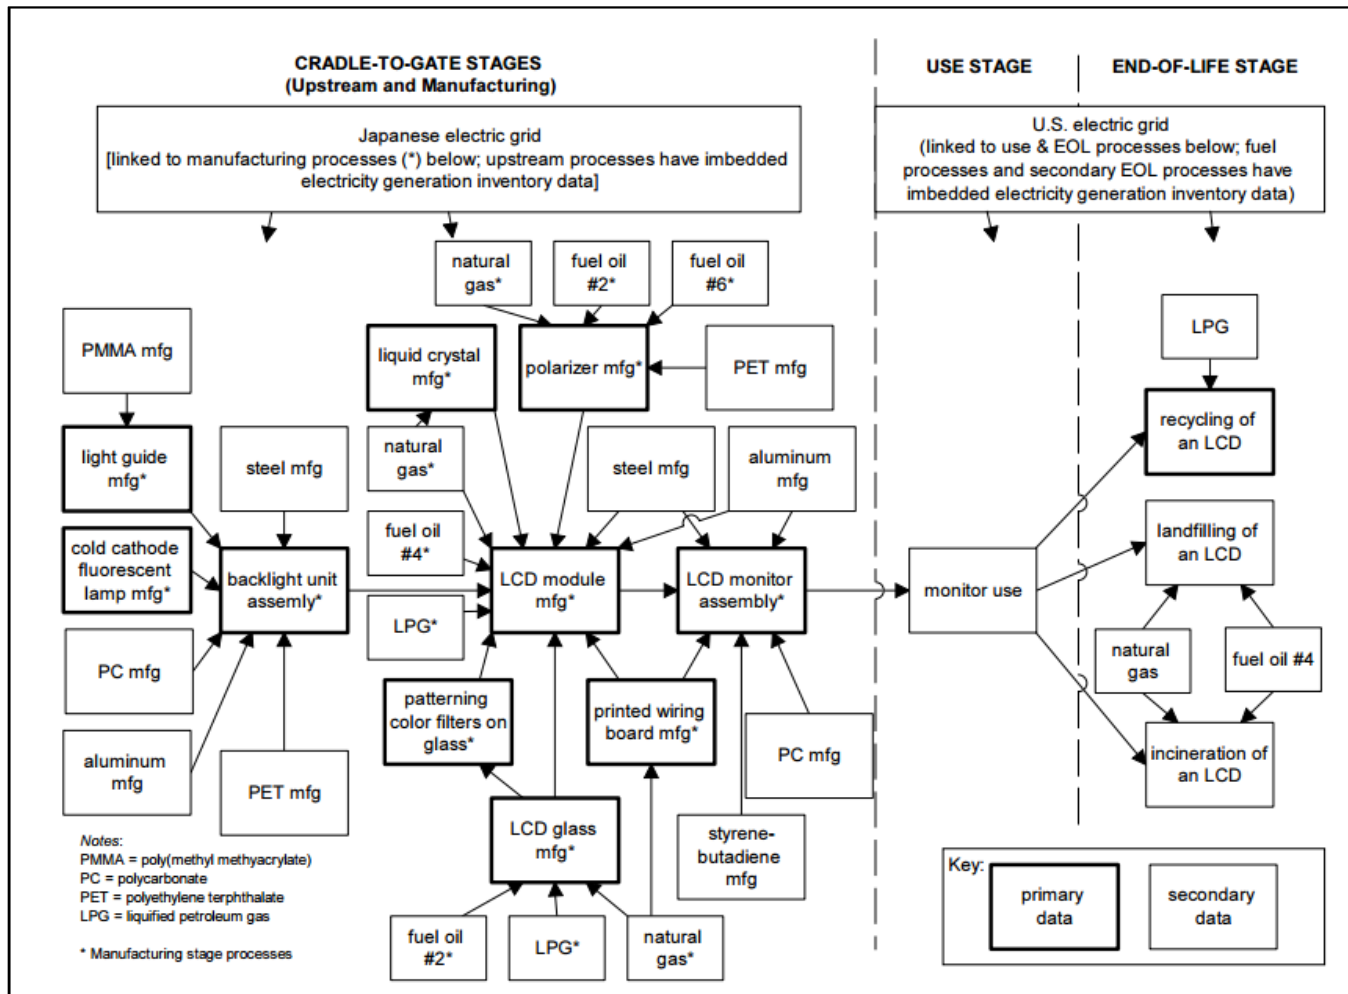 CRADLE-TO-GATE STAGES
(Upstream and Manufacturing)
USE STAGE
END-OF-LIFE STAGE
Japanese electric grid
[linked to manufacturing processes (*) below; upstream processes have imbedded
electricity generation inventory data]
U.S. electric grid
(linked to use & EOL processes below; fuel
processes and secondary EOL processes have
imbedded electricity generation inventory data)
natural
gas*
fuel oil
#2*
fuel oil
#6*
PMMA mfg
liquid crystal
mfg*
polarizer mfg*
PET mfg
LPG
light guide
mfg*
steel mfg
natural
gas*
steel mfg
aluminum
mfg
recycling of
an LCD
cold cathode
fluorescent
lamp mfg*
backlight unit
assemly*
fuel oil
#4*
LCD module
mfg*
LCD monitor
assembly*
monitor use
landfilling of
an LCD
LPG*
PC mfg
natural
gas
fuel oil #4
patterning
color filters on
glass*
printed wiring
board mfg*
PC mfg
aluminum
mfg
PET mfg
incineration of
an LCD
LCD glass
mfg*
styrene-
butadiene
mfg
fuel oil
#2*
LPG*
natural
gas*
Notes:
PMMA = poly(methyl methyacrylate)
PC = polycarbonate
PET = polyethylene terphthalate
LPG = liquified petroleum gas
* Manufacturing stage processes
Key:
primary
data
secondary
data